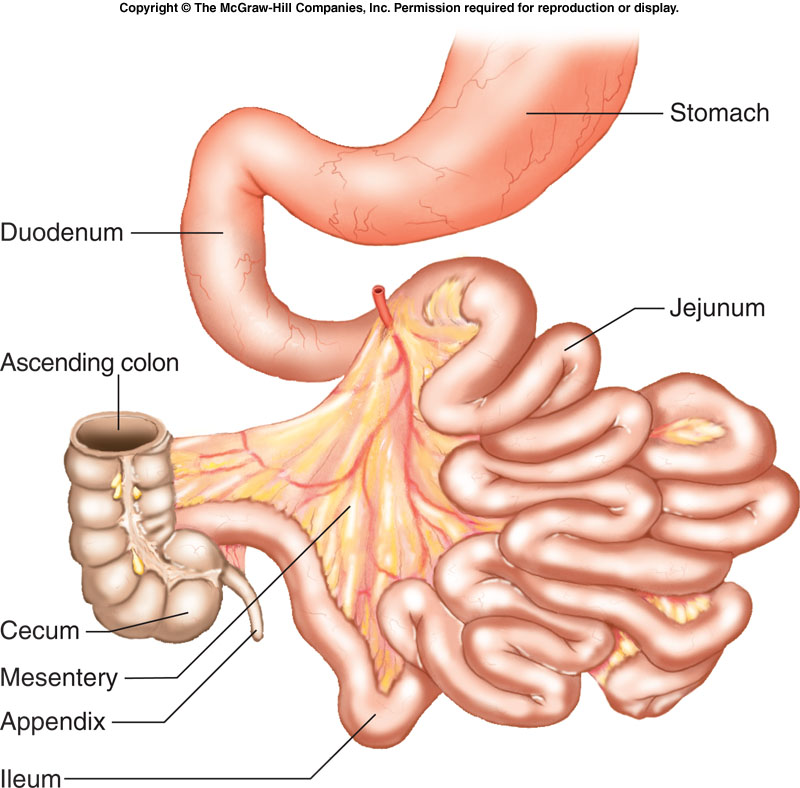 Copyright © The McGraw-Hill Companies, Inc. Permission required for reproduction or display.
Stomach
Duodenum
Jejunum
Ascending colon
Cecum
Mesentery
Appendix
Ileum